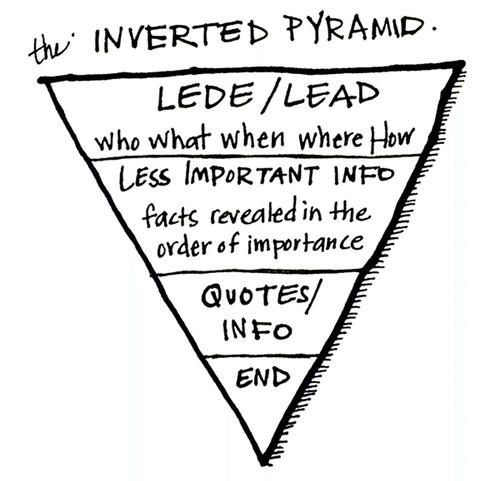 the INVERTED PYRAMID.
LEDE/LEAD
who what when where How
LESS IMPORTANT INFO
facts revealed in the
order of importance
QUOTES/
INFO
END